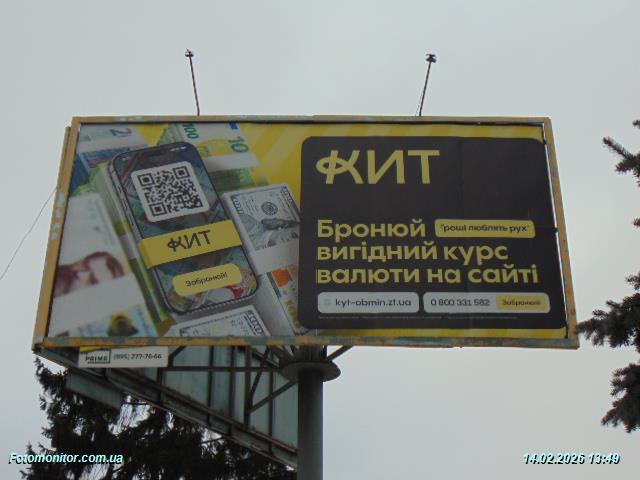 КИТ
Бронюй "гроші люблять рух"
вигідний курс
валюти на сайті
kyt-obmin.zt.ua 0 800 331 582 Забронюй!
КИТ
Забронюй!
PRIME (095) 277-76-66
Fotomonitor.com.ua
14.02.2026 13:49